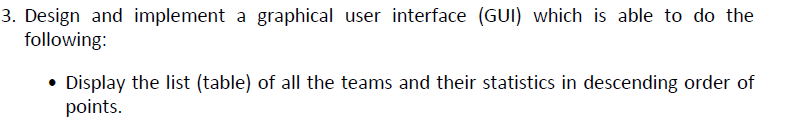 3. Design and implement a graphical user interface (GUI) which is able to do the
following:
• Display the list (table) of all the teams and their statistics in descending order of
points.